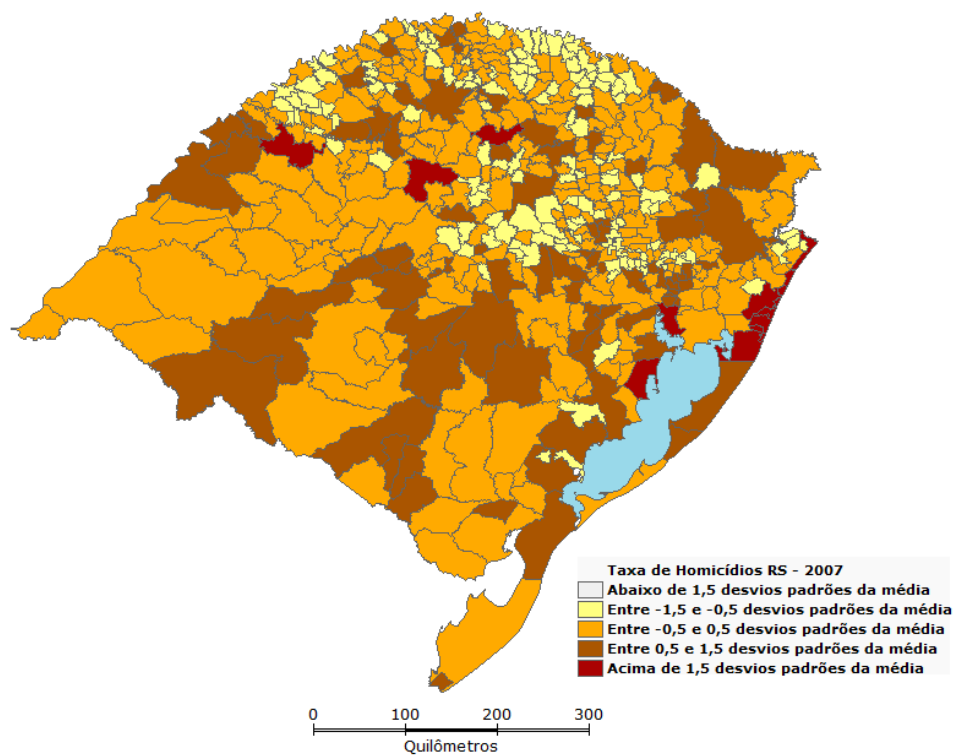 Taxa de Homicídios RS - 2007
Abaixo de 1,5 desvios padrões da média
Entre -1,5 e -0,5 desvios padrões da média
Entre -0,5 e 0,5 desvios padrões da média
Entre 0,5 e 1,5 desvios padrões da média
Acima de 1,5 desvios padrões da média
0 100 200 300
Quilômetros